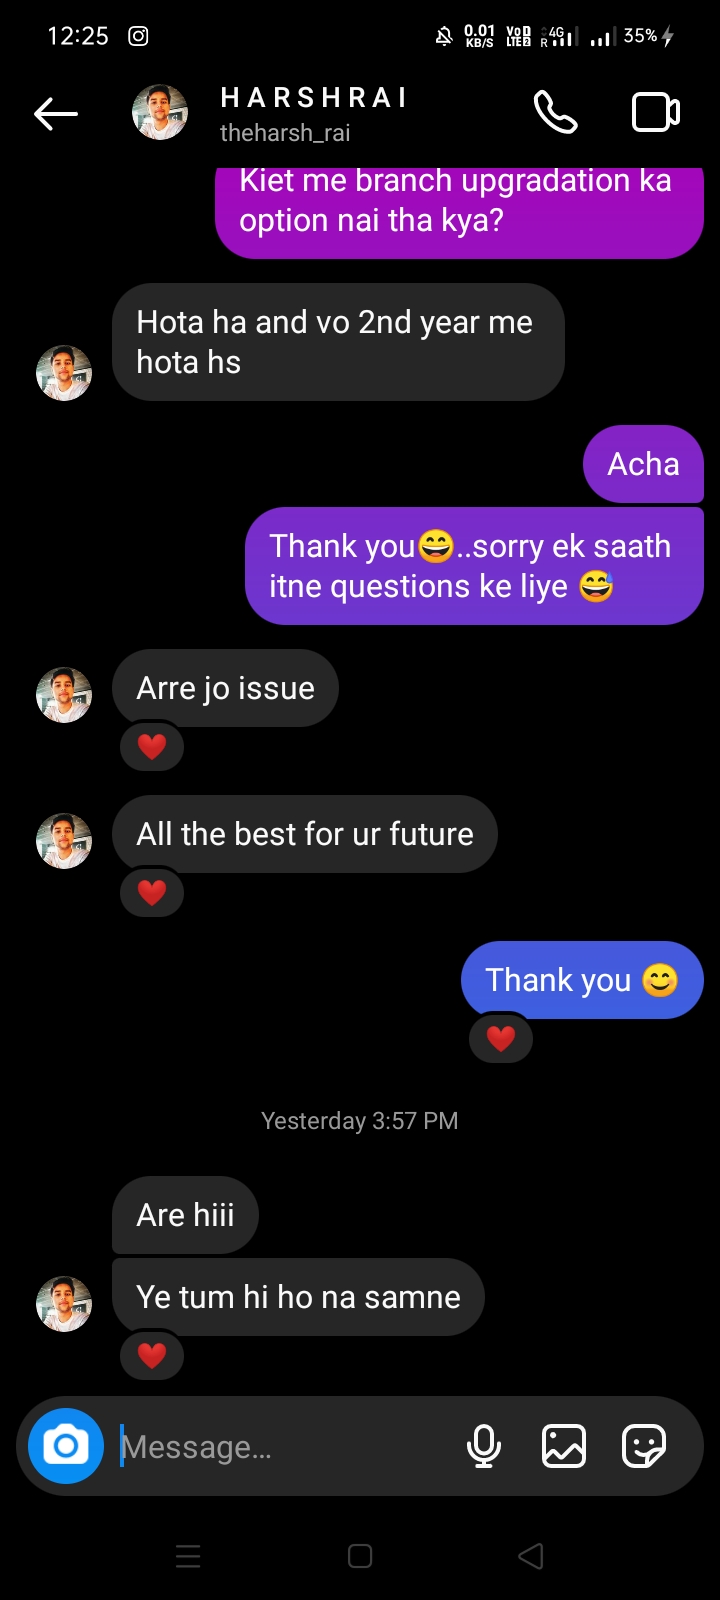 12:25
0.01 KB/S
VoD LTE2
R 4G
35%
H A R S H R A I
theharsh_rai
Kiet me branch upgradation ka
option nai tha kya?
Hota ha and vo 2nd year me
hota hs
Acha
Thank you😄..sorry ek saath
itne questions ke liye 😅
Arre jo issue
❤️
All the best for ur future
❤️
Thank you 😊
❤️
Yesterday 3:57 PM
Are hiii
Ye tum hi ho na samne
❤️
Message...